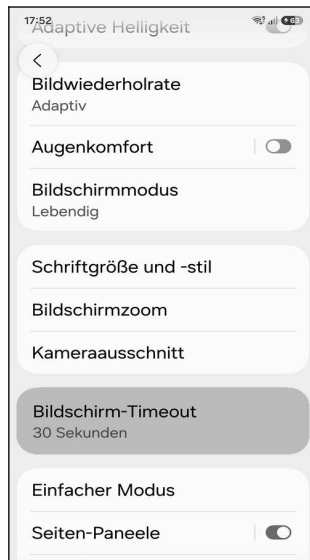 17:52
63
Adaptive Helligkeit
Bildwiederholrate
Adaptiv
Augenkomfort
Bildschirmmodus
Lebendig
Schriftgröße und -stil
Bildschirmzoom
Kameraausschnitt
Bildschirm-Timeout
30 Sekunden
Einfacher Modus
Seiten-Paneele